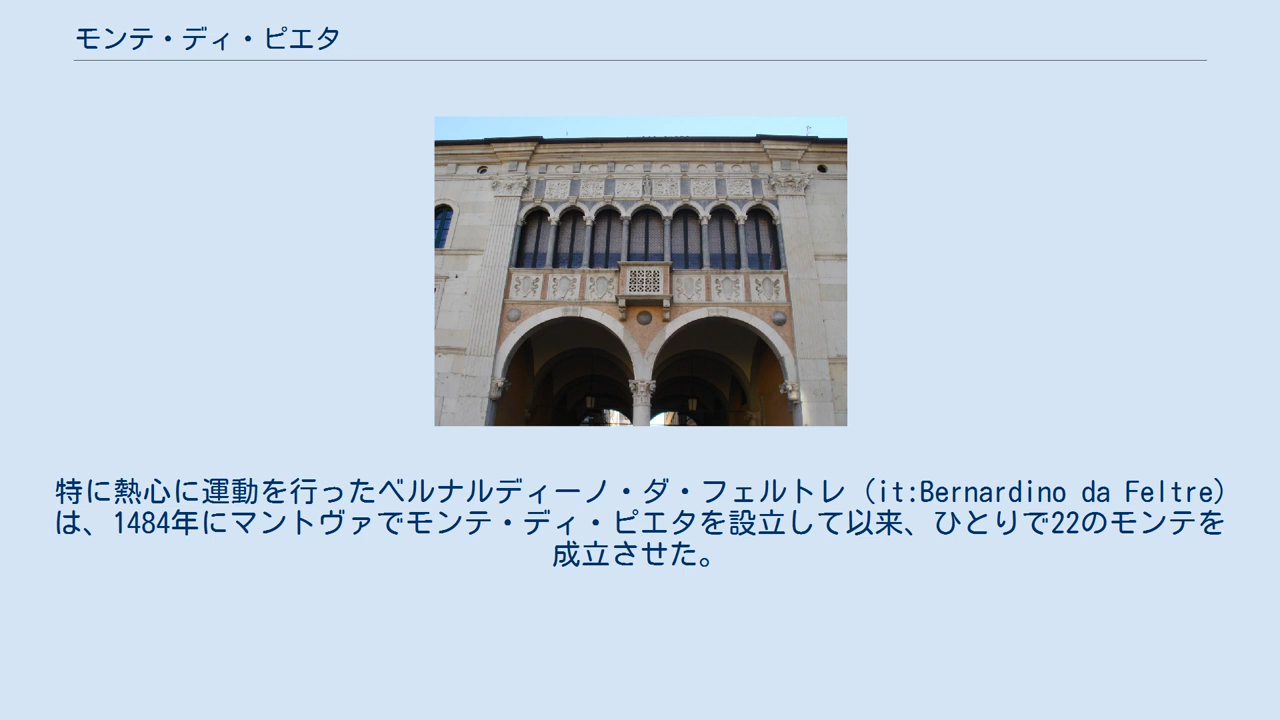 モンテ・ディ・ピエタ
特に熱心に運動を行ったベルナルディーノ・ダ・フェルトレ（it:Bernardino da Feltre）
は、1484年にマントヴァでモンテ・ディ・ピエタを設立して以来、ひとりで22のモンテを
成立させた。